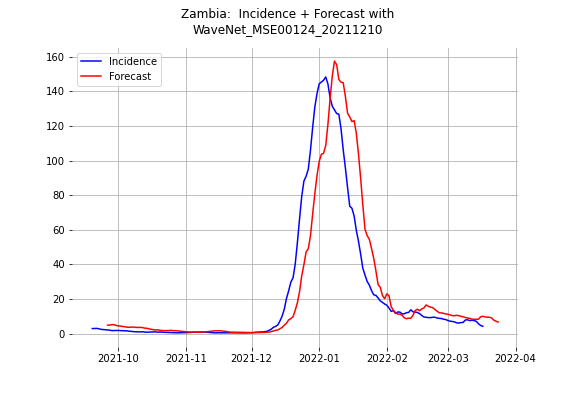 Zambia:  Incidence + Forecast with
WaveNet_MSE00124_20211210
Incidence
Forecast
160
140
120
100
80
60
40
20
0
2021-10 2021-11 2021-12 2022-01 2022-02 2022-03 2022-04